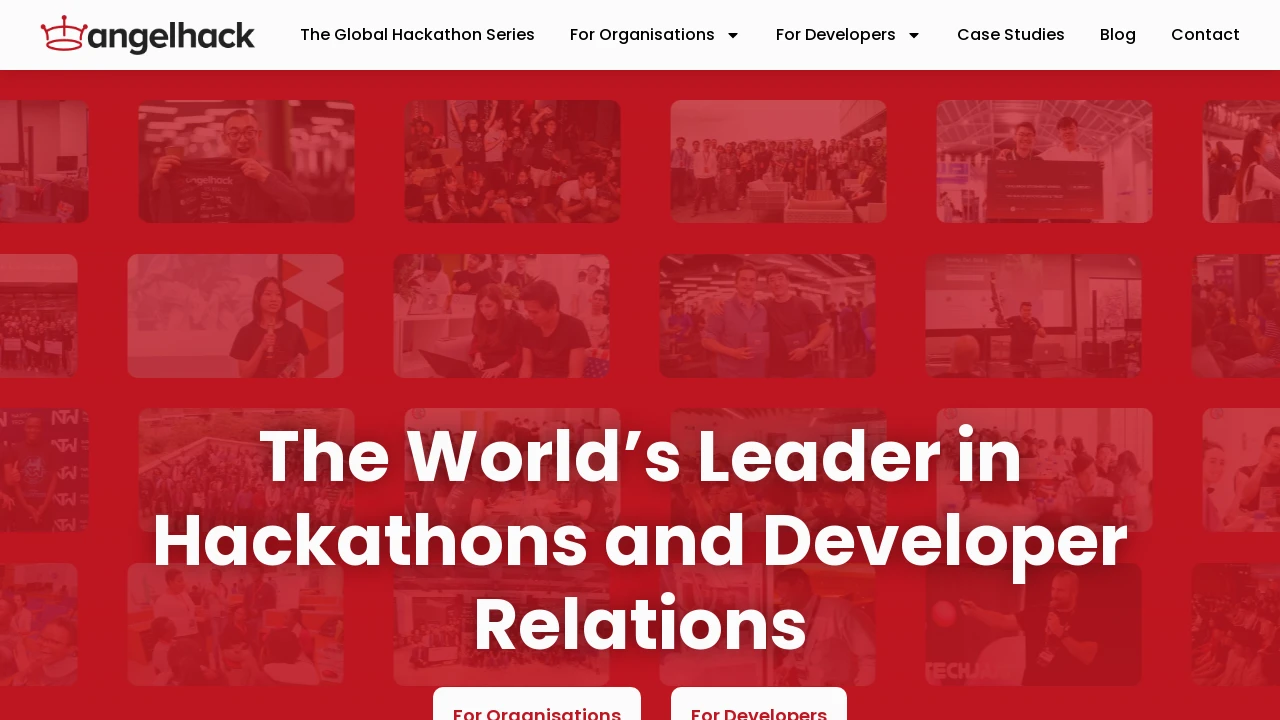 angelhack
The Global Hackathon Series
For Organisations
For Developers
Case Studies
Blog
Contact
angelhack
The World’s Leader in
Hackathons and Developer
Relations
For Organisations
For Developers